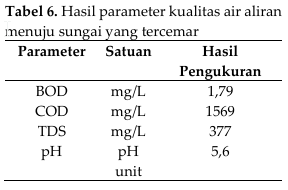 Tabel 6. Hasil parameter kualitas air aliran
menuju sungai yang tercemar
Parameter Satuan Hasil
Pengukuran
BOD mg/L 1,79
COD mg/L 1569
TDS mg/L 377
pH pH 5,6
unit